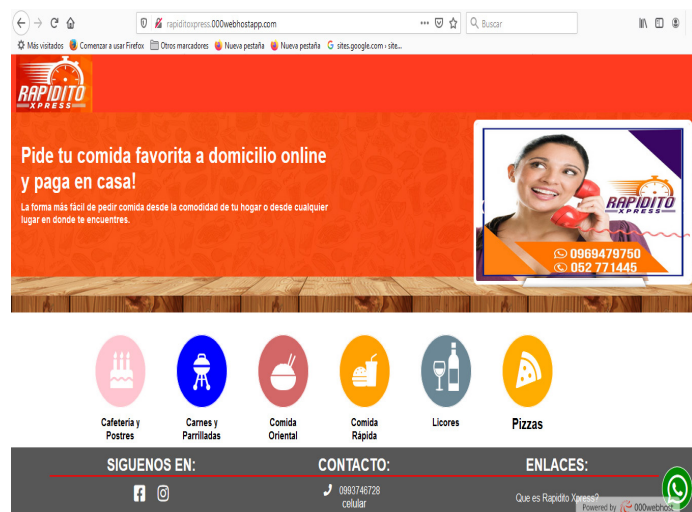 rapiditoxpress.000webhostapp.com
Buscar
Más visitados Comenzar a usar Firefox Otros marcadores Nueva pestaña Nueva pestaña sites.google.com › site...
RAPIDITO
XPRESS
Pide tu comida favorita a domicilio online
y paga en casa!
La forma más fácil de pedir comida desde la comodidad de tu hogar o desde cualquier
lugar en donde te encuentres.
RAPIDITO
XPRESS
0969479750
052 771445
Cafetería y
Postres
Carnes y
Parrilladas
Comida
Oriental
Comida
Rápida
Licores
Pizzas
SIGUENOS EN:
CONTACTO:
0993746728
celular
ENLACES:
Que es Rapidito Xpress?
Powered by 000webhost